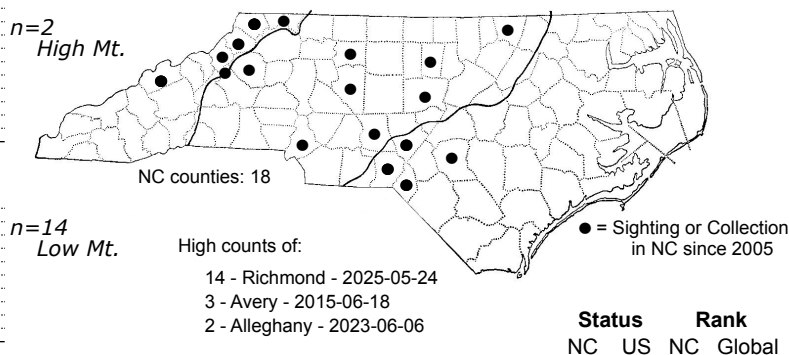 n=2
High Mt.
NC counties: 18
n=14
Low Mt.
High counts of:
14 - Richmond - 2025-05-24
3 - Avery - 2015-06-18
2 - Alleghany - 2023-06-06
● = Sighting or Collection
in NC since 2005
Status Rank
NC US NC Global